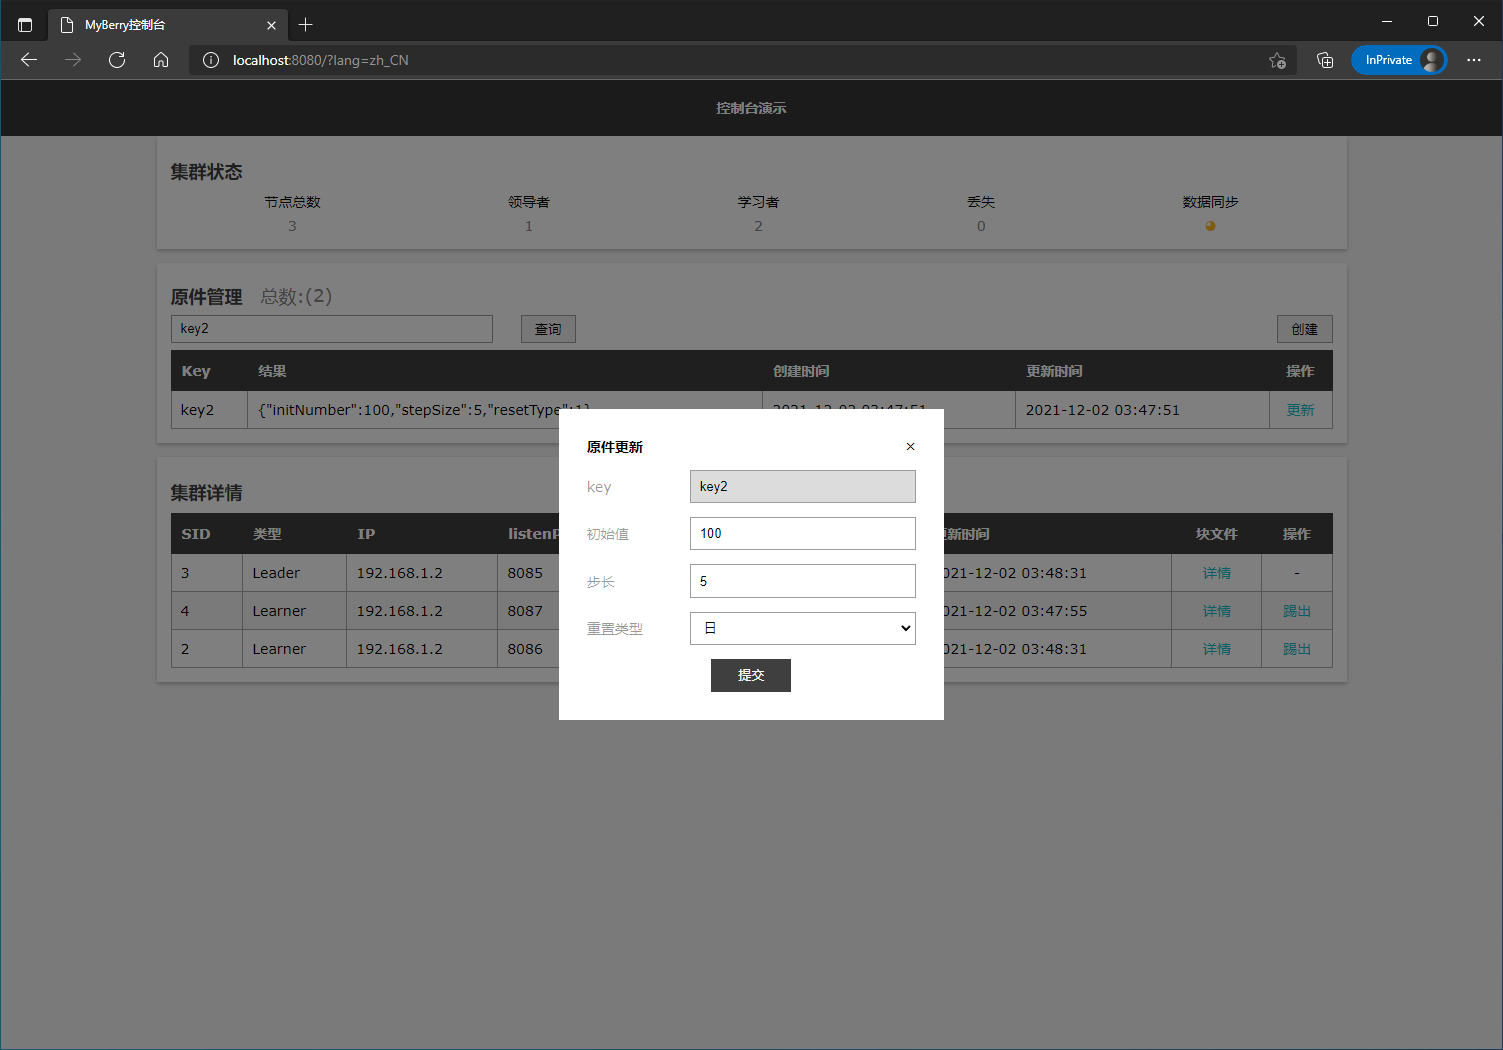 MyBerry控制台
localhost:8080/?lang=zh_CN
InPrivate
控制台演示
集群状态
节点总数 领导者 学习者 丢失 数据同步
3 1 2 0
原件管理 总数:(2)
key2 查询 创建
Key 结果 创建时间 更新时间 操作
key2 {"initNumber":100,"stepSize":5,"resetType":1} 2021-12-02 03:47:51 2021-12-02 03:47:51 更新
原件更新 ×
key key2
初始值 100
步长 5
重置类型 日
提交
集群详情
SID 类型 IP listenP 更新时间 块文件 操作
3 Leader 192.168.1.2 8085 021-12-02 03:48:31 详情 -
4 Learner 192.168.1.2 8087 021-12-02 03:47:55 详情 踢出
2 Learner 192.168.1.2 8086 021-12-02 03:48:31 详情 踢出